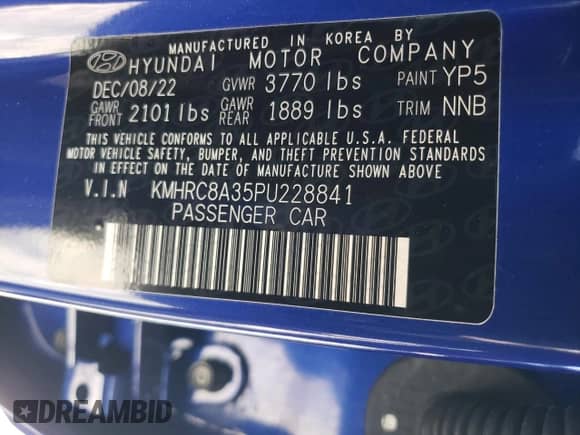 MANUFACTURED IN KOREA BY
HYUNDAI MOTOR COMPANY
DEC/08/22 GVWR 3770 lbs PAINT YP5
GAWR FRONT 2101 lbs GAWR REAR 1889 lbs TRIM NNB
THIS VEHICLE CONFORMS TO ALL APPLICABLE U.S.A. FEDERAL
MOTOR VEHICLE SAFETY, BUMPER, AND THEFT PREVENTION STANDARDS
IN EFFECT ON THE DATE OF MANUFACTURE SHOWN ABOVE.
V.I.N KMHRC8A35PU228841
PASSENGER CAR
DREAMBID